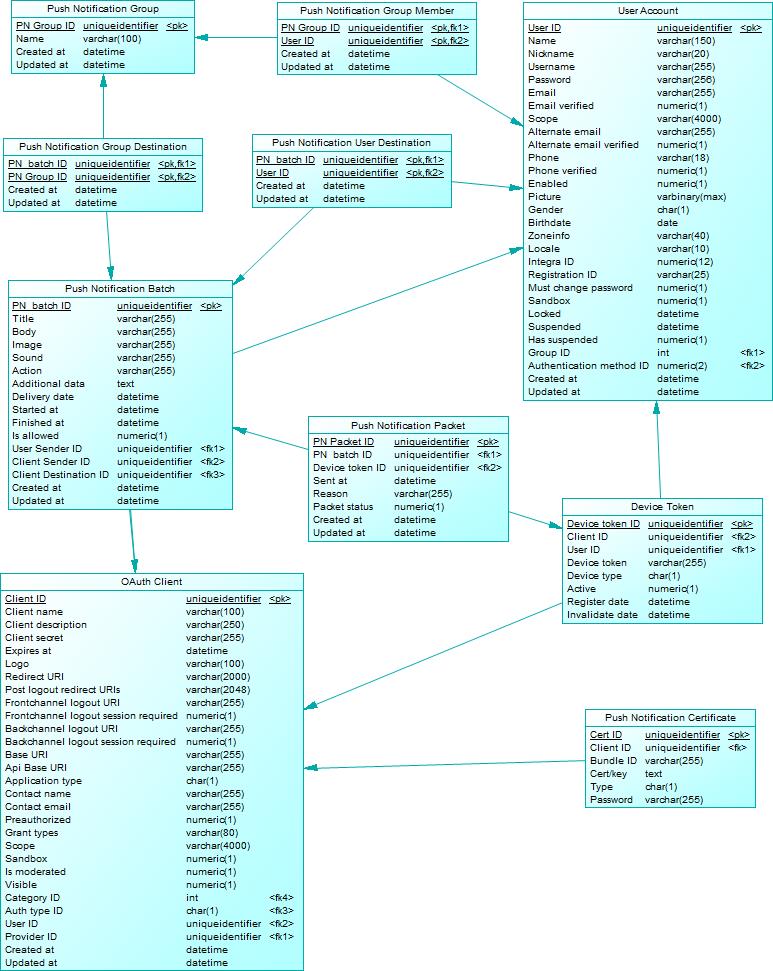 Push Notification Group
PN Group ID uniqueidentifier <pk>
Name varchar(100)
Created at datetime
Updated at datetime
Push Notification Group Member
PN Group ID uniqueidentifier <pk,fk1>
User ID uniqueidentifier <pk,fk2>
Created at datetime
Updated at datetime
User Account
User ID uniqueidentifier <pk>
Name varchar(150)
Nickname varchar(20)
Username varchar(255)
Password varchar(256)
Email varchar(255)
Email verified numeric(1)
Scope varchar(4000)
Alternate email varchar(255)
Alternate email verified numeric(1)
Phone varchar(18)
Phone verified numeric(1)
Enabled numeric(1)
Picture varbinary(max)
Gender char(1)
Birthdate date
Zoneinfo varchar(40)
Locale varchar(10)
Integra ID numeric(12)
Registration ID varchar(25)
Must change password numeric(1)
Sandbox numeric(1)
Locked datetime
Suspended datetime
Has suspended numeric(1)
Group ID int <fk1>
Authentication method ID numeric(2) <fk2>
Created at datetime
Updated at datetime
Push Notification Group Destination
PN_batch ID uniqueidentifier <pk,fk1>
PN Group ID uniqueidentifier <pk,fk2>
Created at datetime
Updated at datetime
Push Notification User Destination
PN_batch ID uniqueidentifier <pk,fk1>
User ID uniqueidentifier <pk,fk2>
Created at datetime
Updated at datetime
Push Notification Batch
PN_batch ID uniqueidentifier <pk>
Title varchar(255)
Body varchar(255)
Image varchar(255)
Sound varchar(255)
Action varchar(255)
Additional data text
Delivery date datetime
Started at datetime
Finished at datetime
Is allowed numeric(1)
User Sender ID uniqueidentifier <fk1>
Client Sender ID uniqueidentifier <fk2>
Client Destination ID uniqueidentifier <fk3>
Created at datetime
Updated at datetime
Push Notification Packet
PN Packet ID uniqueidentifier <pk>
PN_batch ID uniqueidentifier <fk1>
Device token ID uniqueidentifier <fk2>
Sent at datetime
Reason varchar(255)
Packet status numeric(1)
Created at datetime
Updated at datetime
Device Token
Device token ID uniqueidentifier <pk>
Client ID uniqueidentifier <fk2>
User ID uniqueidentifier <fk1>
Device token varchar(255)
Device type char(1)
Active numeric(1)
Register date datetime
Invalidate date datetime
OAuth Client
Client ID uniqueidentifier <pk>
Client name varchar(100)
Client description varchar(250)
Client secret varchar(255)
Expires at datetime
Logo varchar(100)
Redirect URI varchar(2000)
Post logout redirect URIs varchar(2048)
Frontchannel logout URI varchar(255)
Frontchannel logout session required numeric(1)
Backchannel logout URI varchar(255)
Backchannel logout session required numeric(1)
Base URI varchar(255)
Api Base URI varchar(255)
Application type char(1)
Contact name varchar(255)
Contact email varchar(255)
Preauthorized numeric(1)
Grant types varchar(80)
Scope varchar(4000)
Sandbox numeric(1)
Is moderated numeric(1)
Visible numeric(1)
Category ID int <fk4>
Auth type ID char(1) <fk3>
User ID uniqueidentifier <fk2>
Provider ID uniqueidentifier <fk1>
Created at datetime
Updated at datetime
Push Notification Certificate
Cert ID uniqueidentifier <pk>
Client ID uniqueidentifier <fk>
Bundle ID varchar(255)
Cert/key text
Type char(1)
Password varchar(255)